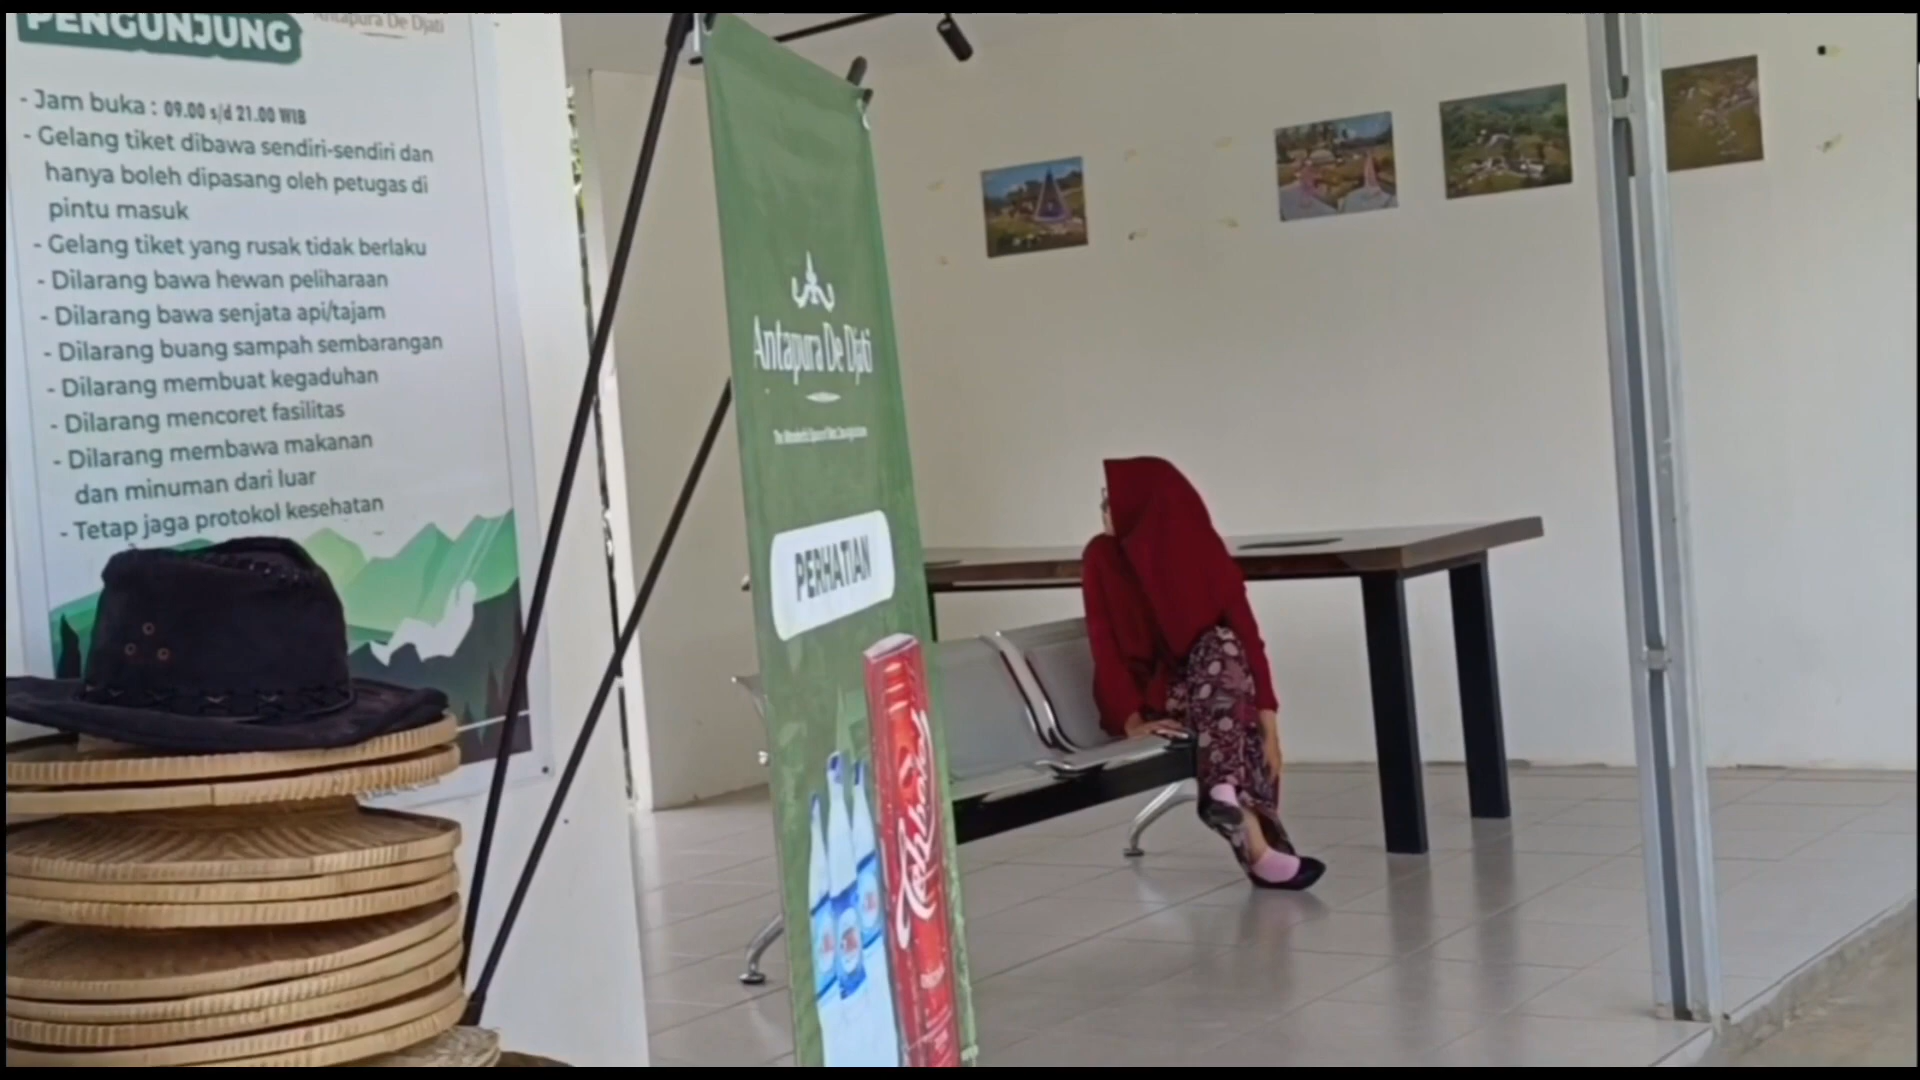 PENGUNJUNG
Antapura De Djati
- Jam buka : 09.00 s/d 21.00 WIB
- Gelang tiket dibawa sendiri-sendiri dan
hanya boleh dipasang oleh petugas di
pintu masuk
- Gelang tiket yang rusak tidak berlaku
- Dilarang bawa hewan peliharaan
- Dilarang bawa senjata api/tajam
- Dilarang buang sampah sembarangan
- Dilarang membuat kegaduhan
- Dilarang mencoret fasilitas
- Dilarang membawa makanan
dan minuman dari luar
- Tetap jaga protokol kesehatan
Antapura De Djati
PERHATIAN